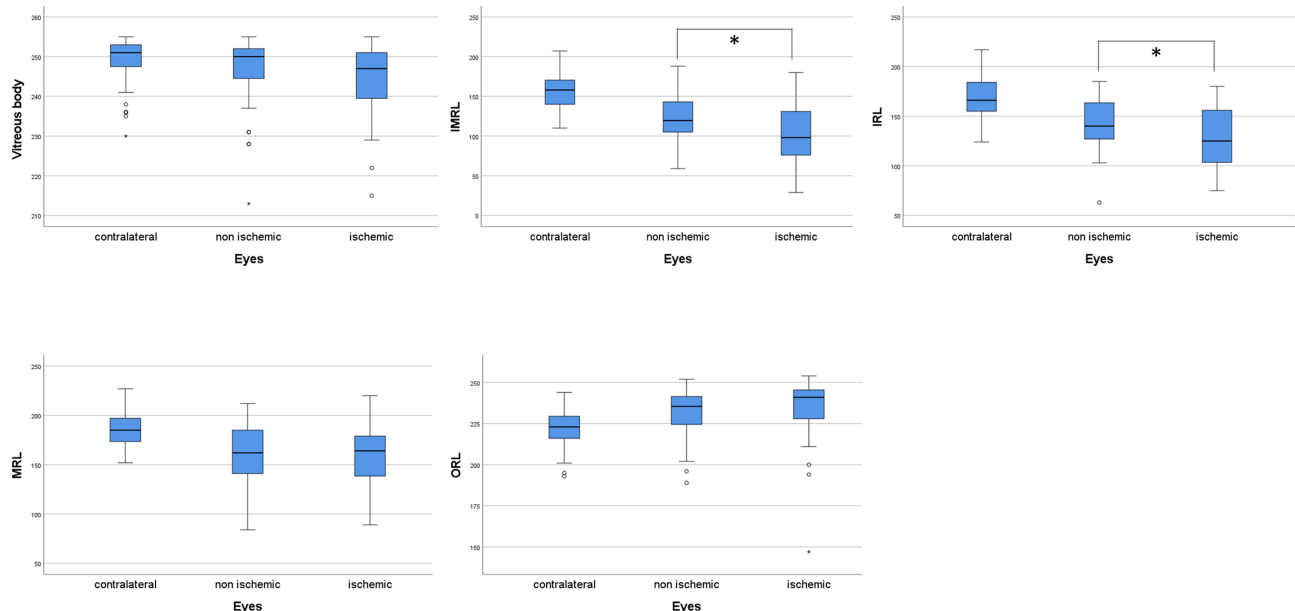 Vitreous body
260
250
240
230
220
210
*
contralateral non ischemic ischemic
Eyes
IMRL
250
200
150
100
50
0
*
contralateral non ischemic ischemic
Eyes
IRL
200
150
100
50
*
contralateral non ischemic ischemic
Eyes
MRL
250
200
150
100
50
contralateral non ischemic ischemic
Eyes
ORL
250
225
200
175
150
*
contralateral non ischemic ischemic
Eyes